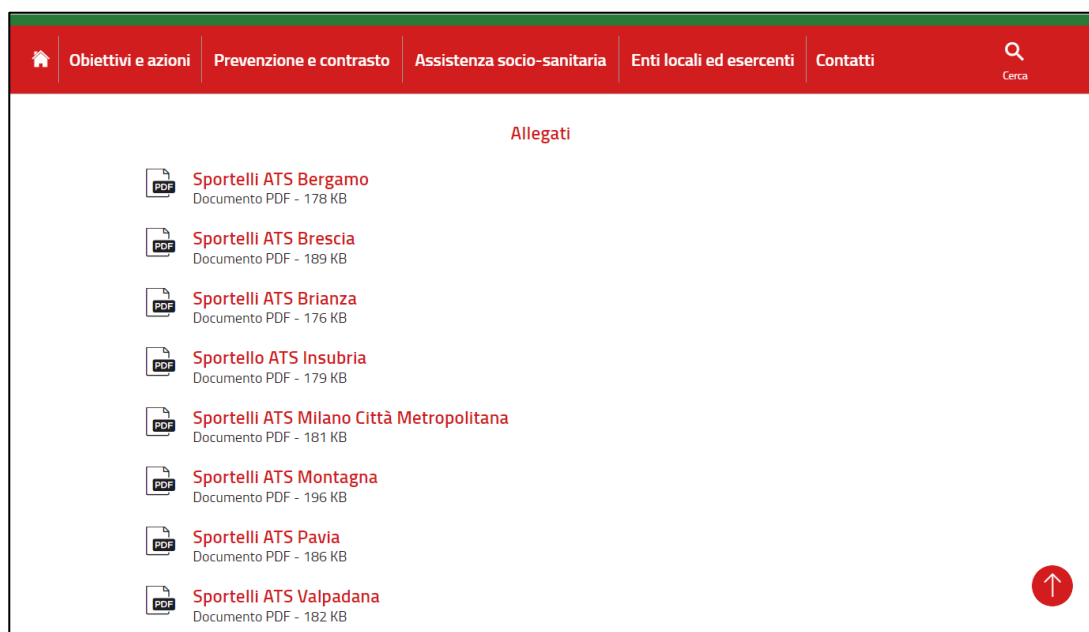 Obiettivi e azioni Prevenzione e contrasto Assistenza socio-sanitaria Enti locali ed esercenti Contatti Cerca
Allegati
PDF Sportelli ATS Bergamo
Documento PDF - 178 KB
PDF Sportelli ATS Brescia
Documento PDF - 189 KB
PDF Sportelli ATS Brianza
Documento PDF - 176 KB
PDF Sportello ATS Insubria
Documento PDF - 179 KB
PDF Sportelli ATS Milano Città Metropolitana
Documento PDF - 181 KB
PDF Sportelli ATS Montagna
Documento PDF - 196 KB
PDF Sportelli ATS Pavia
Documento PDF - 186 KB
PDF Sportelli ATS Valpadana
Documento PDF - 182 KB